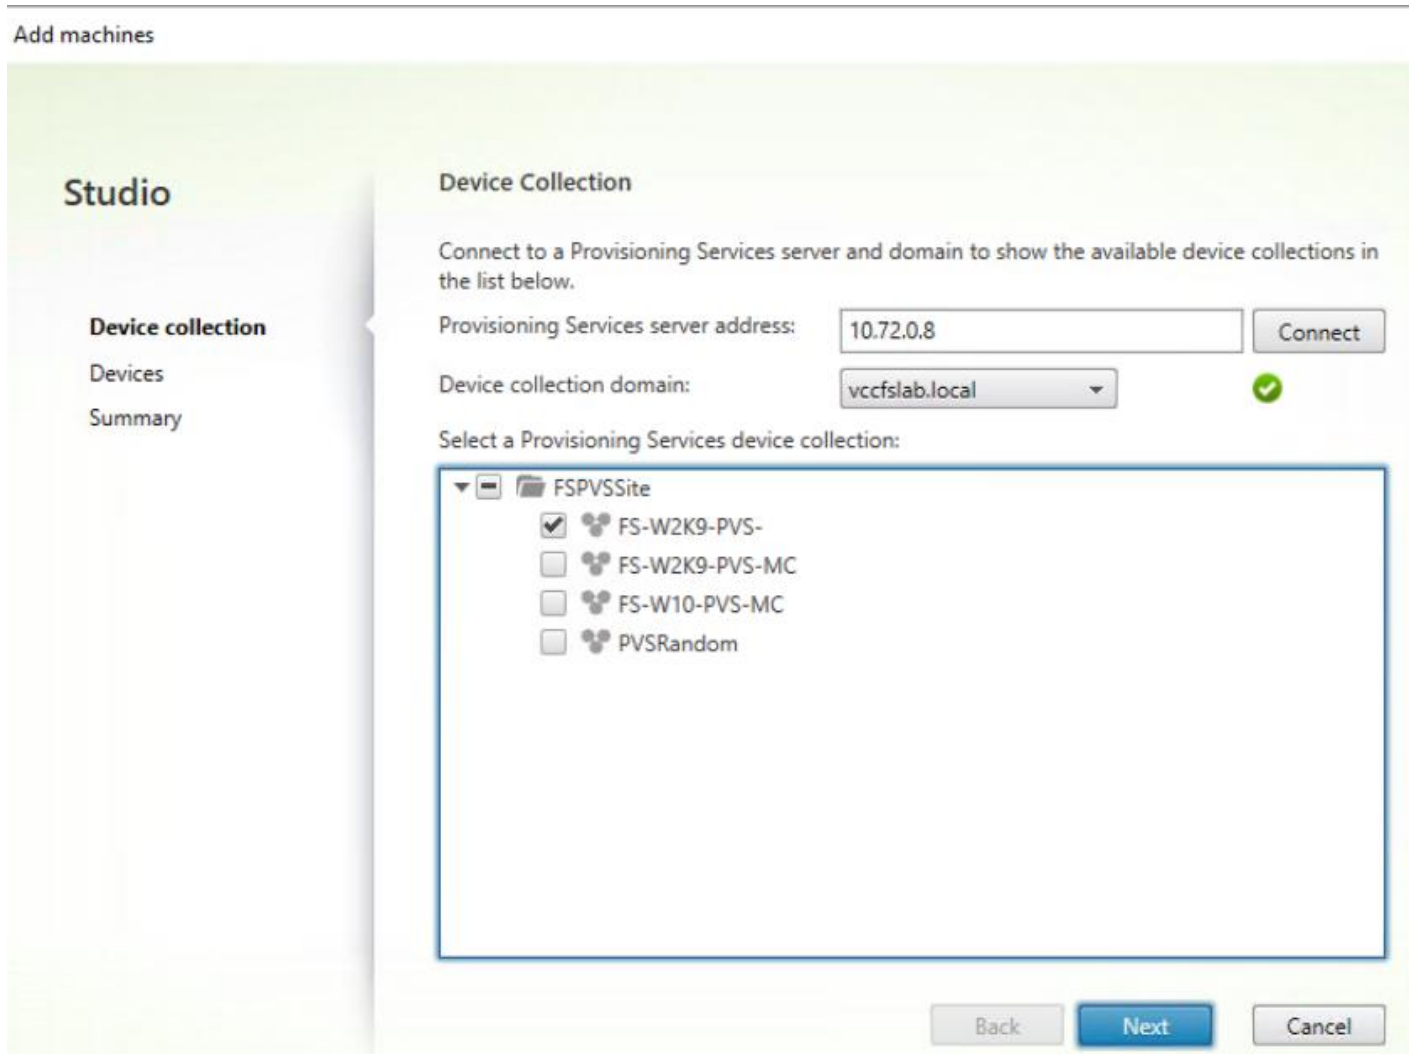 Add machines
Studio
Device collection
Devices
Summary
Device Collection
Connect to a Provisioning Services server and domain to show the available device collections in
the list below.
Provisioning Services server address:
10.72.0.8
Connect
Device collection domain:
vccfslab.local
Select a Provisioning Services device collection:
FSPVSSite
FS-W2K9-PVS-
FS-W2K9-PVS-MC
FS-W10-PVS-MC
PVSRandom
Back
Next
Cancel